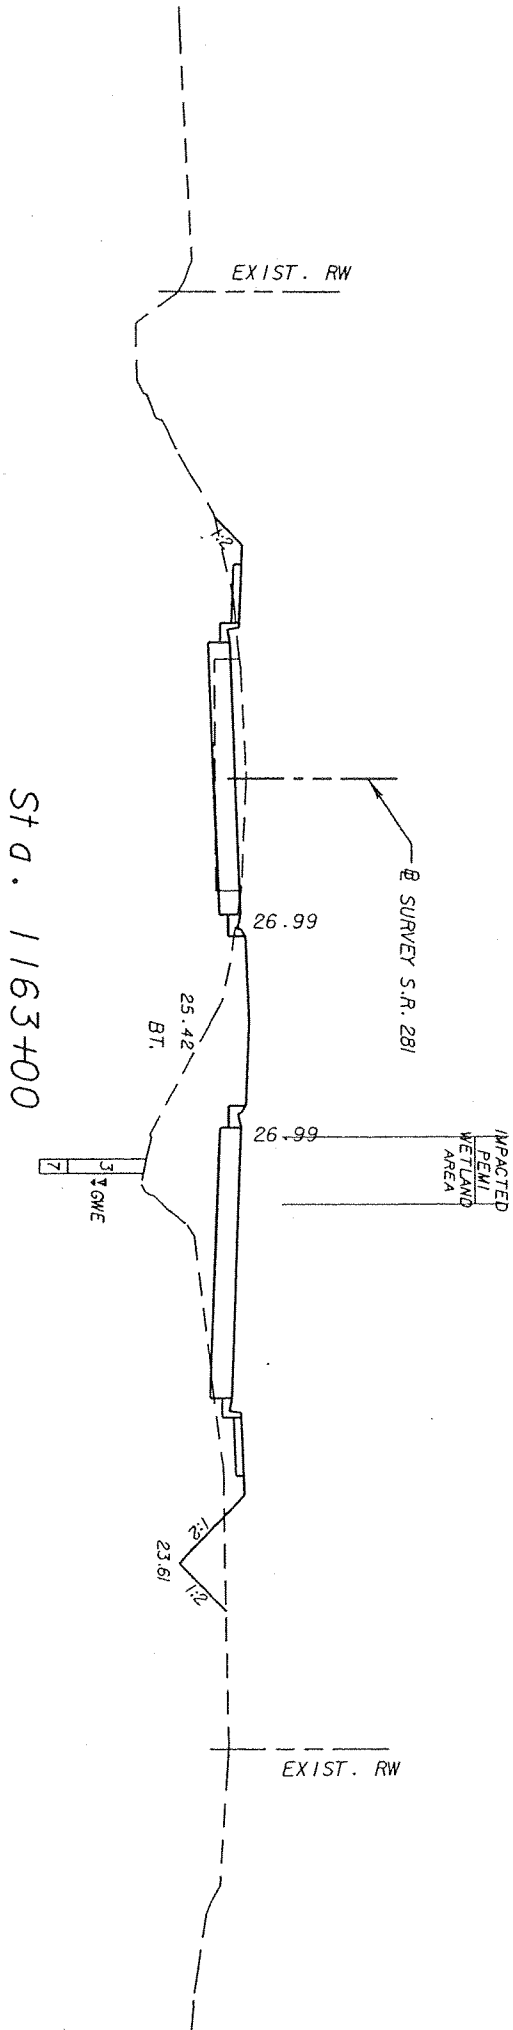 EXIST. RW
1:2
℄ SURVEY S.R. 281
26.99
25.42
BT.
26.99
IMPACTED
PEMI
WETLAND
AREA
3
7
GWE
1:2
23.61
1:2
EXIST. RW
Sta. 1163+00